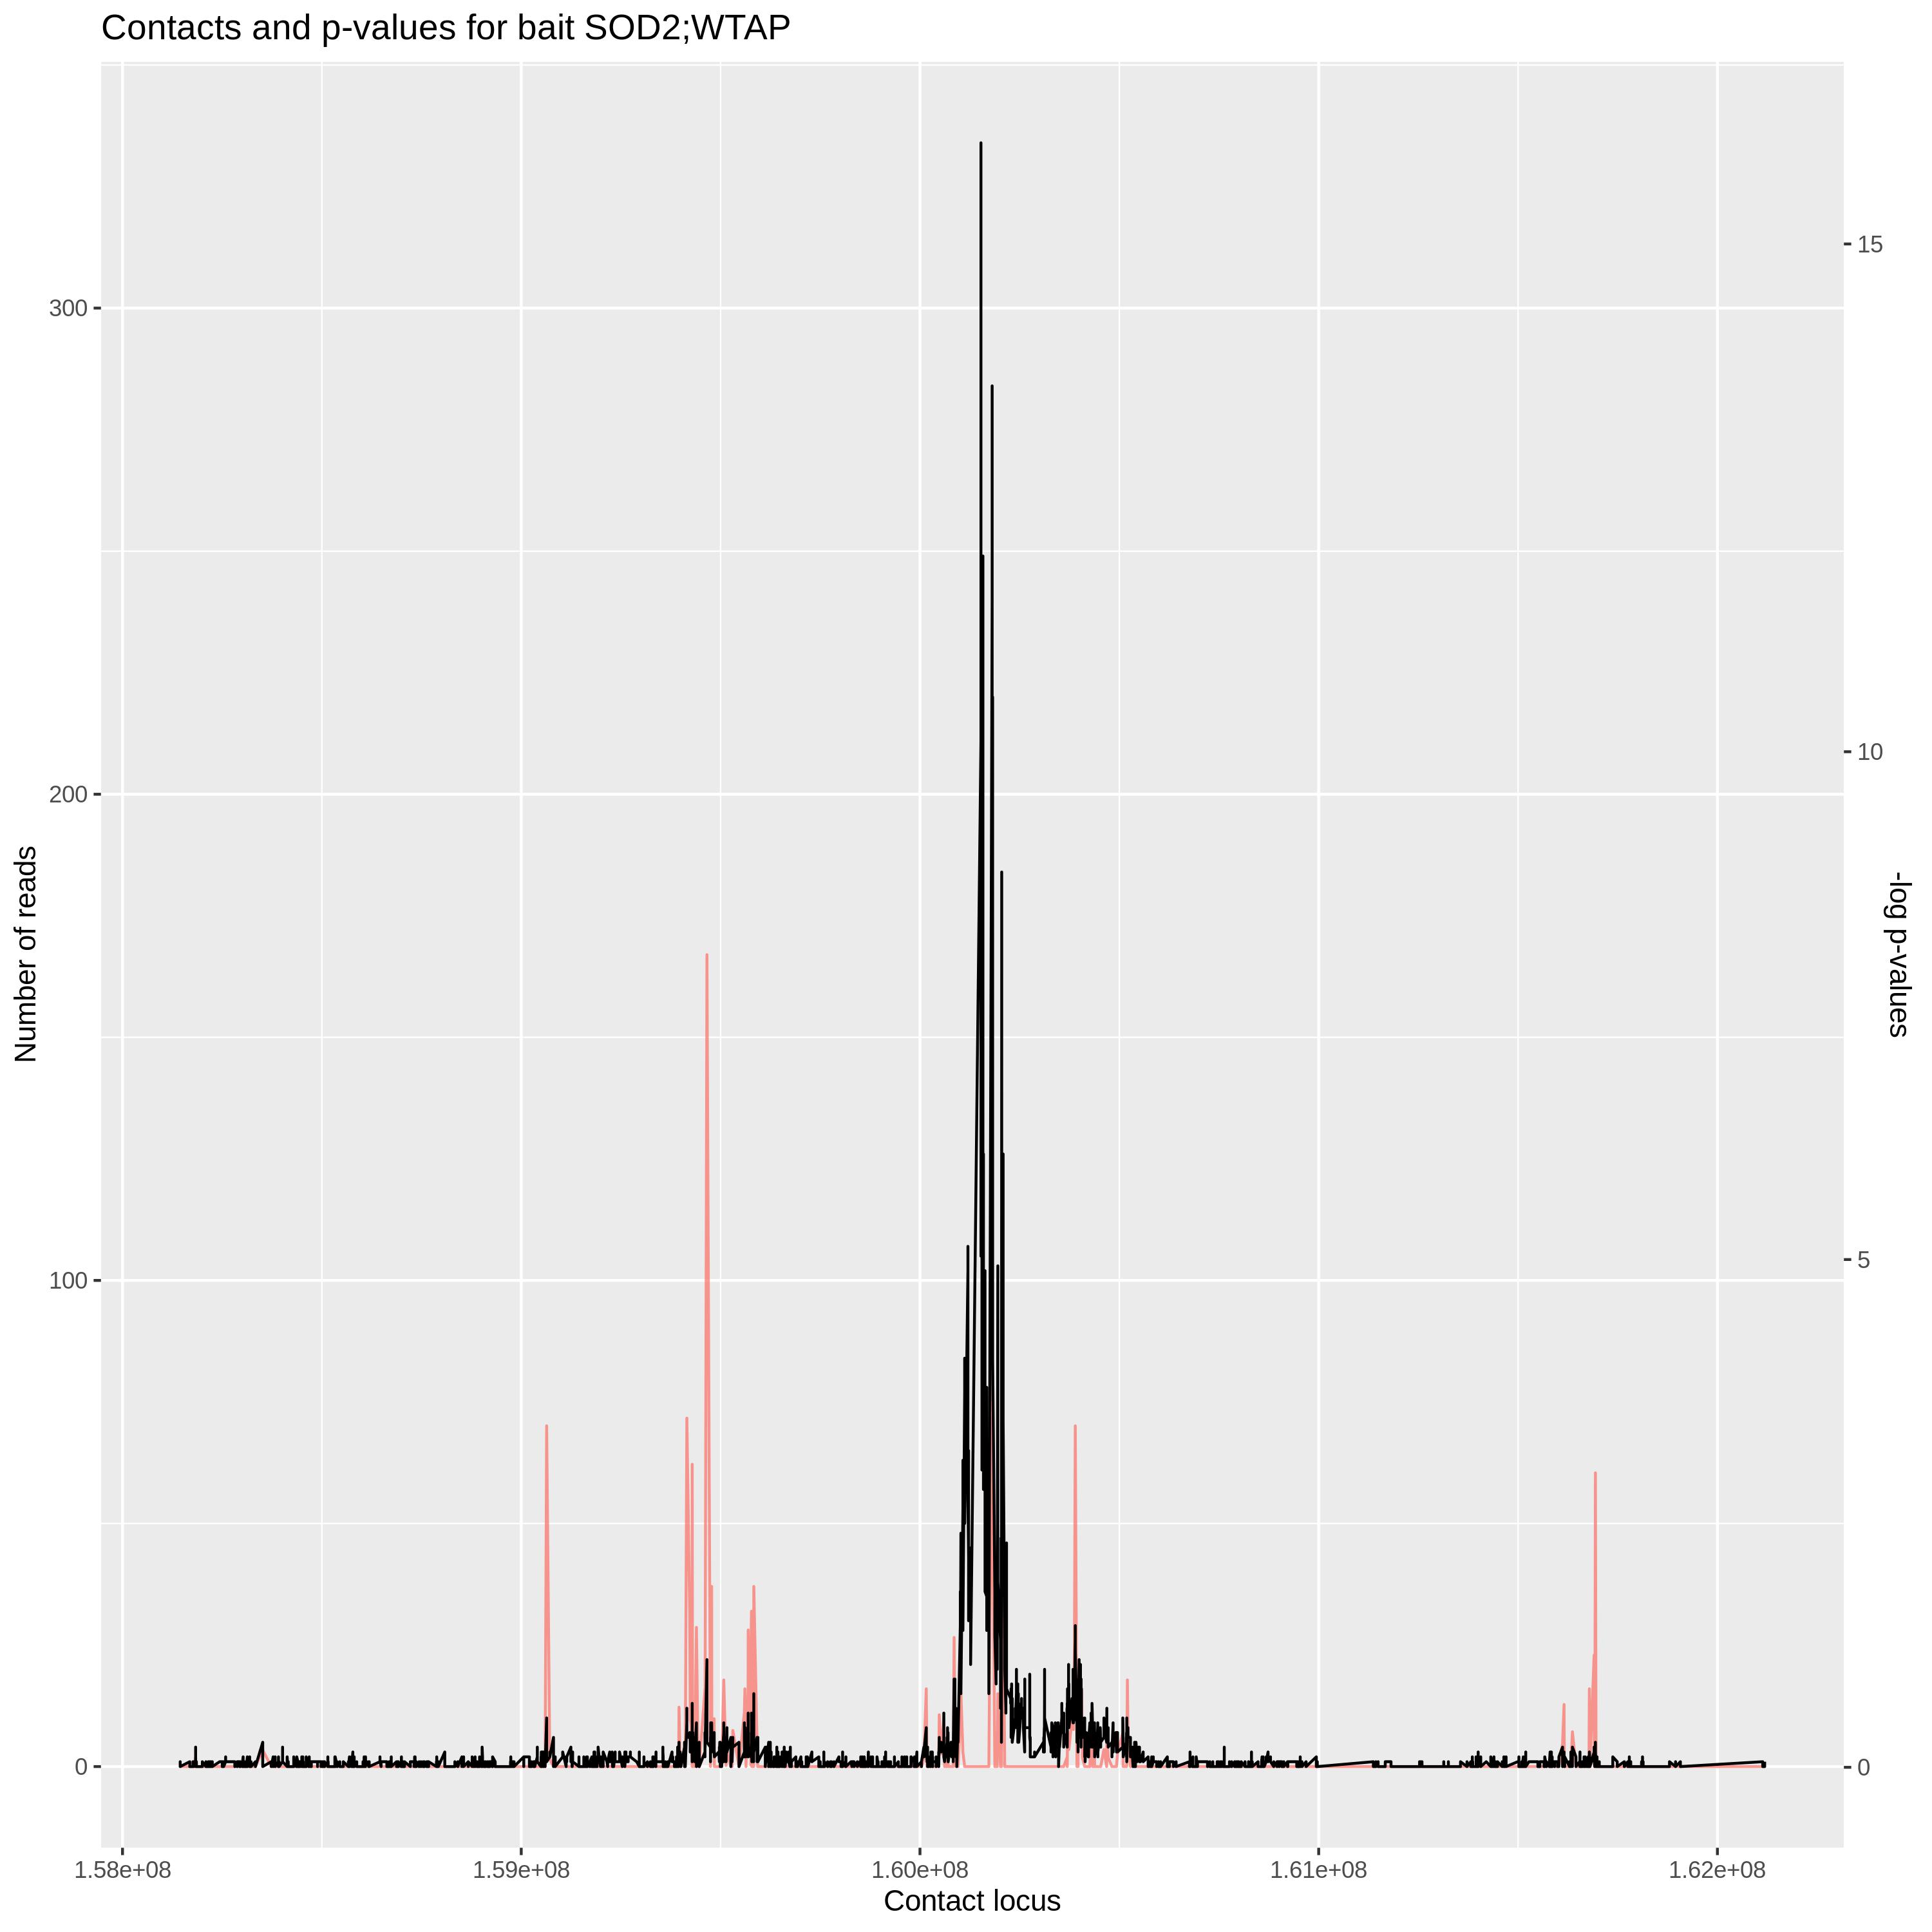 Contacts and p-values for bait SOD2;WTAP
300
200
100
0
Number of reads
15
10
5
0
-log p-values
1.58e+08
1.59e+08
1.60e+08
1.61e+08
1.62e+08
Contact locus